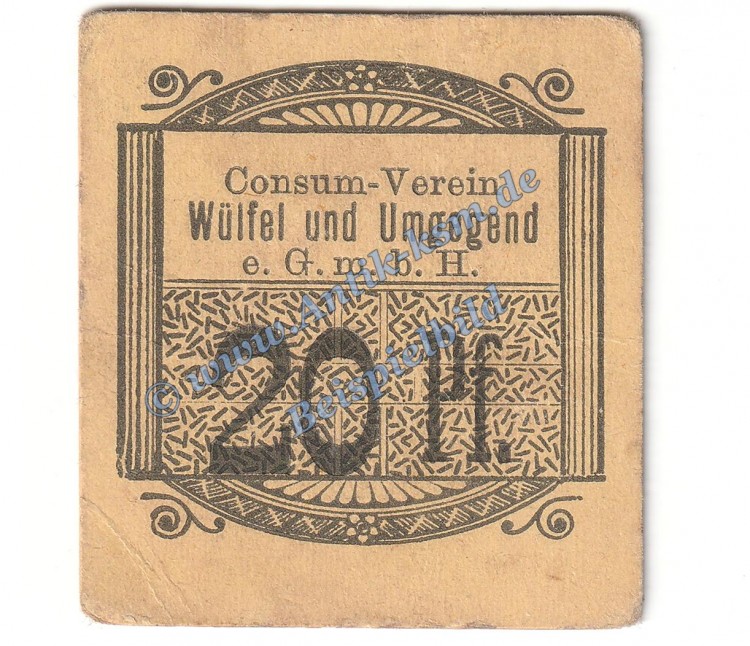 Consum-Verein
Wülfel und Umgegend
e. G. m. b. H.
20 Pf.
© www.Antik-ksm.de
Beispielbild